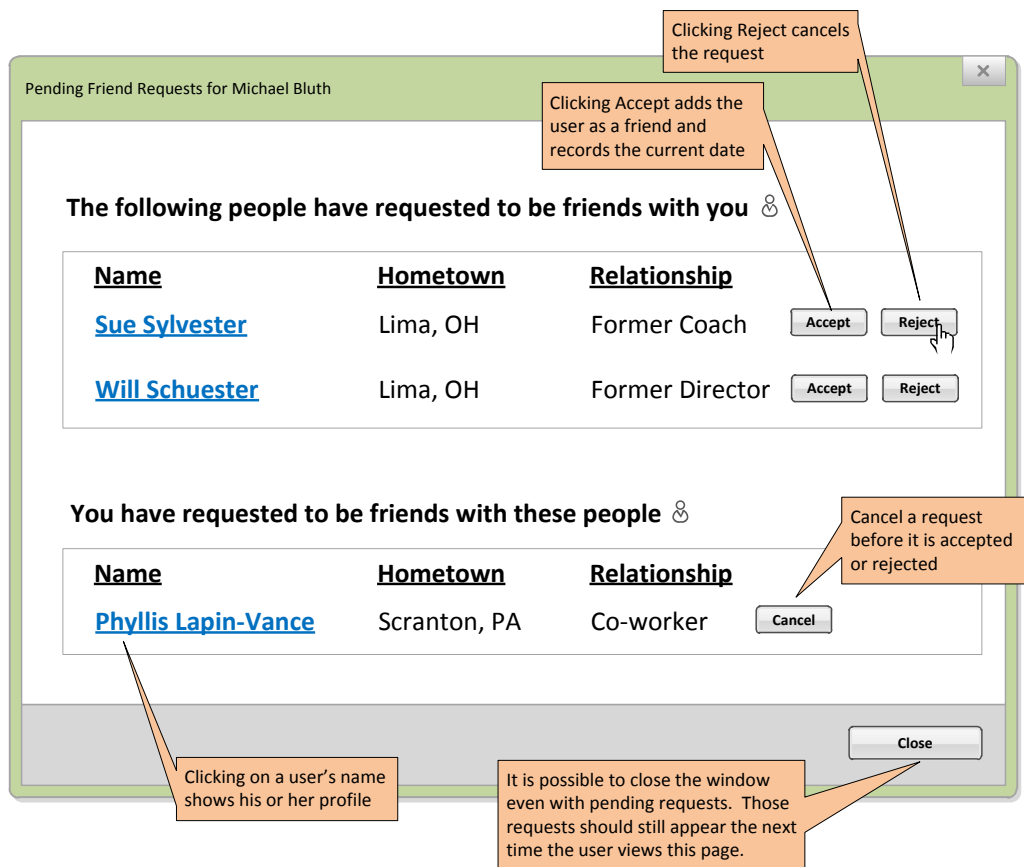 Clicking Reject cancels
the request
Pending Friend Requests for Michael Bluth
Clicking Accept adds the
user as a friend and
records the current date
The following people have requested to be friends with you
Name Hometown Relationship
Sue Sylvester Lima, OH Former Coach Accept Reject
Will Schuester Lima, OH Former Director Accept Reject
You have requested to be friends with these people
Cancel a request
before it is accepted
or rejected
Name Hometown Relationship
Phyllis Lapin-Vance Scranton, PA Co-worker Cancel
Close
Clicking on a user’s name
shows his or her profile
It is possible to close the window
even with pending requests.  Those
requests should still appear the next
time the user views this page.